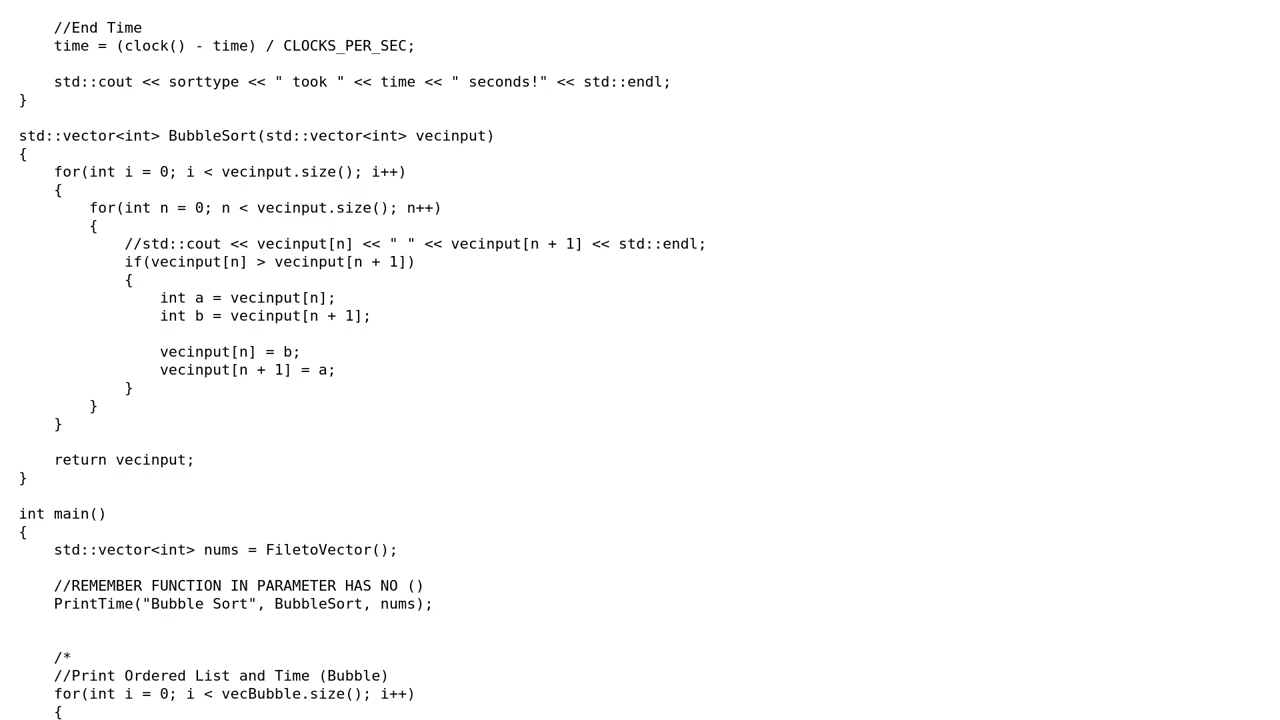 //End Time
time = (clock() - time) / CLOCKS_PER_SEC;
std::cout << sorttype << " took " << time << " seconds!" << std::endl;
}
std::vector<int> BubbleSort(std::vector<int> vecinput)
{
for(int i = 0; i < vecinput.size(); i++)
{
for(int n = 0; n < vecinput.size(); n++)
{
//std::cout << vecinput[n] << " " << vecinput[n + 1] << std::endl;
if(vecinput[n] > vecinput[n + 1])
{
int a = vecinput[n];
int b = vecinput[n + 1];
vecinput[n] = b;
vecinput[n + 1] = a;
}
}
}
return vecinput;
}
int main()
{
std::vector<int> nums = FiletoVector();
//REMEMBER FUNCTION IN PARAMETER HAS NO ()
PrintTime("Bubble Sort", BubbleSort, nums);
/*
//Print Ordered List and Time (Bubble)
for(int i = 0; i < vecBubble.size(); i++)
{